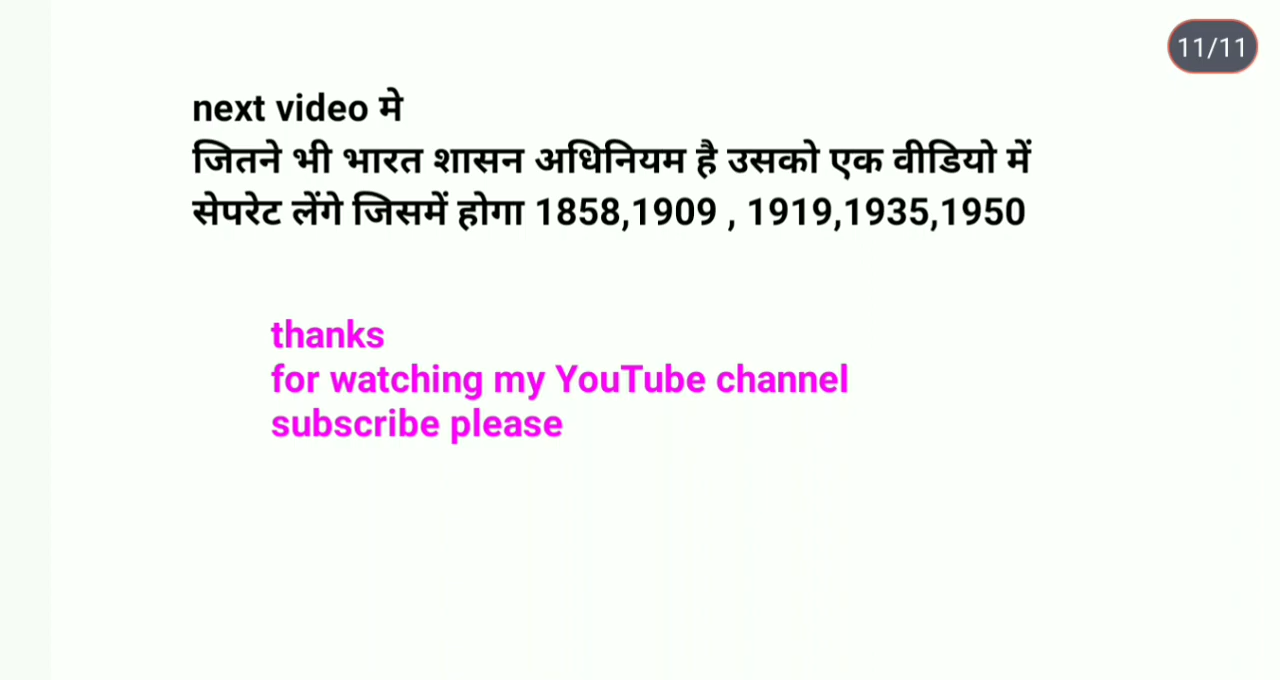 11/11
next video मे
जितने भी भारत शासन अधिनियम है उसको एक वीडियो में
सेपरेट लेंगे जिसमें होगा 1858,1909 , 1919,1935,1950
thanks
for watching my YouTube channel
subscribe please